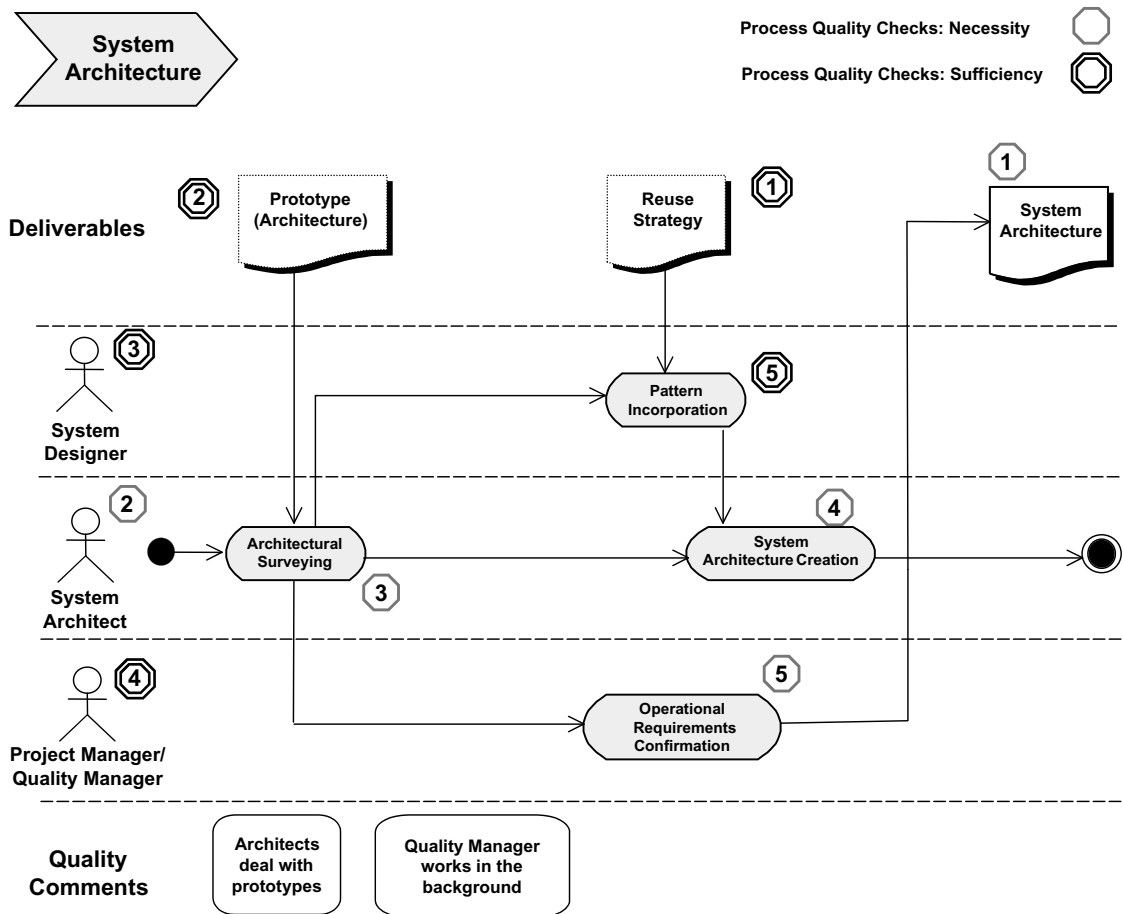 System
Architecture
Process Quality Checks: Necessity
Process Quality Checks: Sufficiency
Deliverables
2
Prototype
(Architecture)
Reuse
Strategy
1
1
System
Architecture
3
System
Designer
Pattern
Incorporation
5
2
System
Architect
Architectural
Surveying
3
System
Architecture Creation
4
4
Project Manager/
Quality Manager
Operational
Requirements
Confirmation
5
Quality
Comments
Architects
deal with
prototypes
Quality Manager
works in the
background